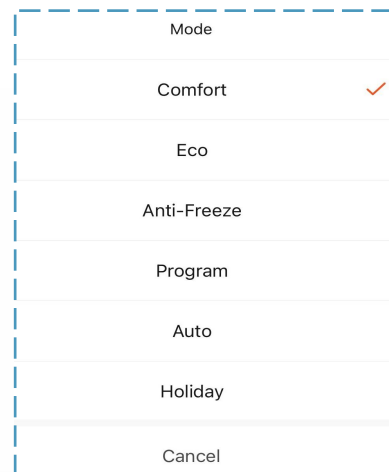 Mode
Comfort
Eco
Anti-Freeze
Program
Auto
Holiday
Cancel